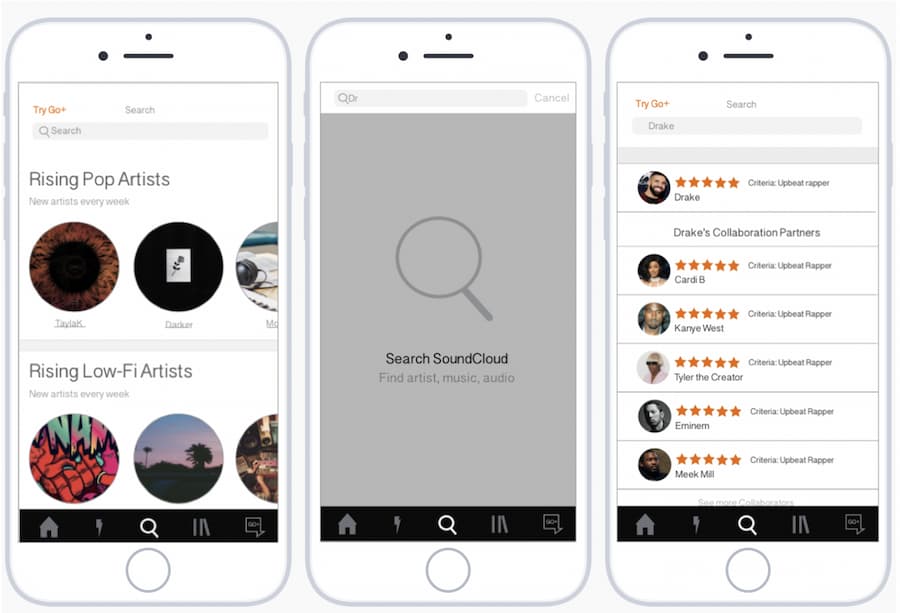 Try Go+
Search
Search
Rising Pop Artists
New artists every week
TaylaK.
Darker
Mo
Rising Low-Fi Artists
New artists every week
GO+
Dr
Cancel
Search SoundCloud
Find artist, music, audio
GO+
Try Go+
Search
Drake
Criteria: Upbeat rapper
Drake
Drake's Collaboration Partners
Criteria: Upbeat Rapper
Cardi B
Criteria: Upbeat Rapper
Kanye West
Criteria: Upbeat Rapper
Tyler the Creator
Criteria: Upbeat Rapper
Eminem
Criteria: Upbeat Rapper
Meek Mill
See more Collaborators
GO+